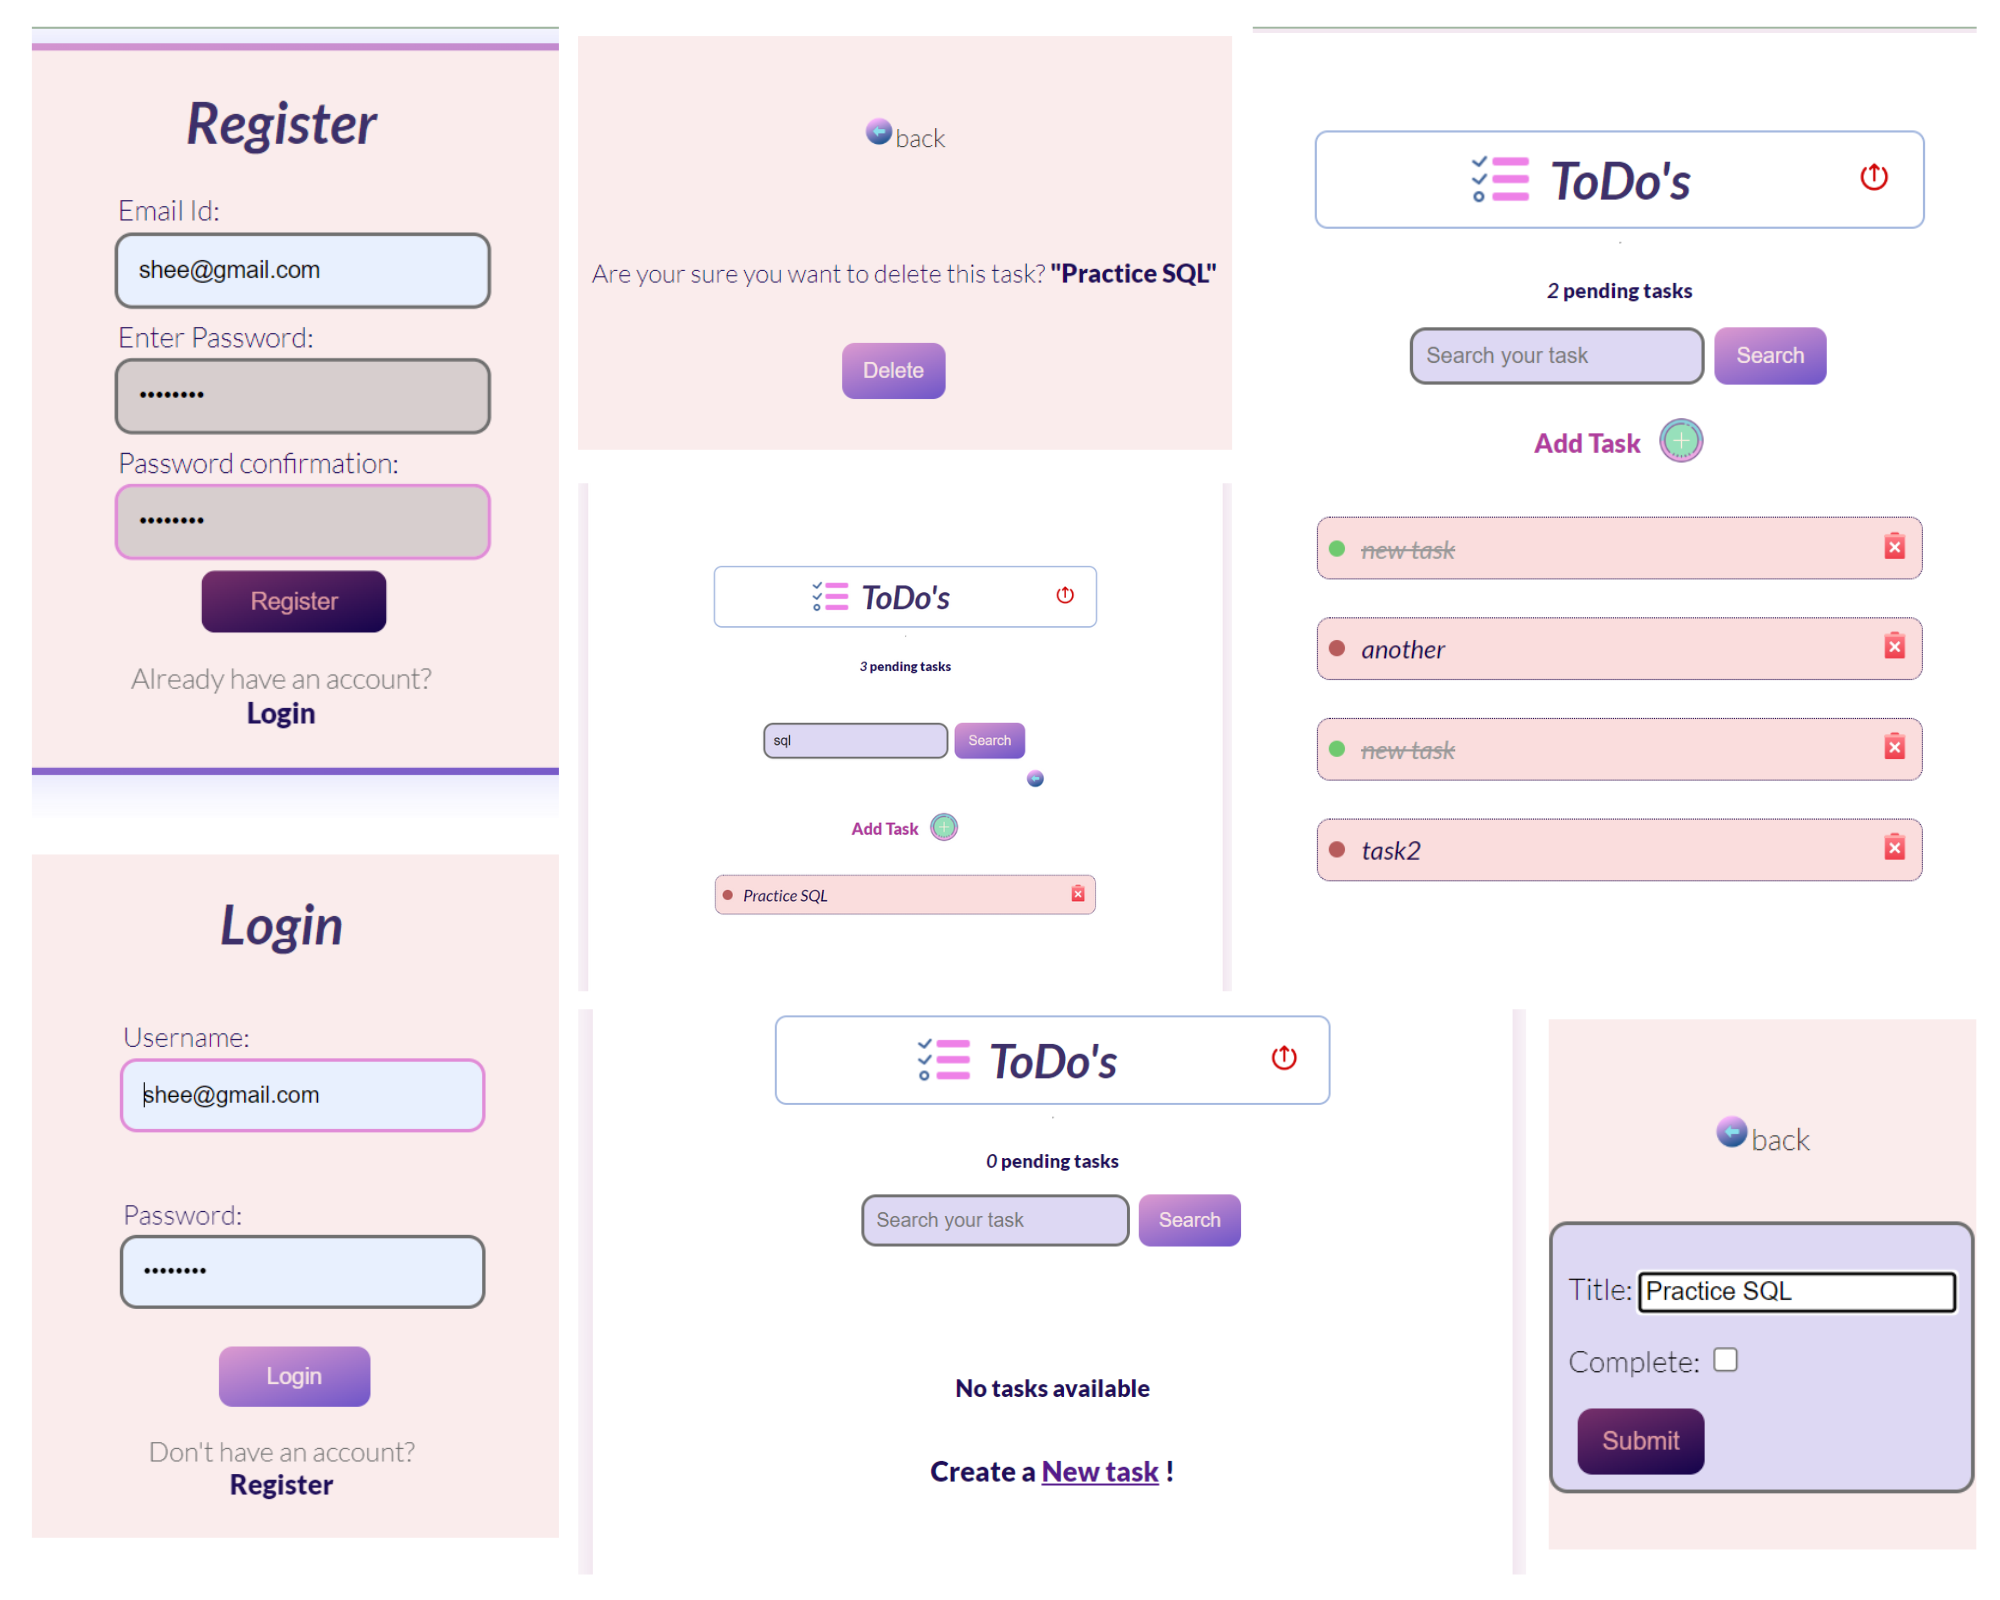 Register
Email Id:
shee@gmail.com
Enter Password:
••••••••
Password confirmation:
••••••••
Register
Already have an account?
Login
Login
Username:
shee@gmail.com
Password:
••••••••
Login
Don't have an account?
Register
back
Are your sure you want to delete this task? "Practice SQL"
Delete
ToDo's
3 pending tasks
sql Search
Add Task
Practice SQL
ToDo's
2 pending tasks
Search your task Search
Add Task
new task
another
new task
task2
ToDo's
0 pending tasks
Search your task Search
No tasks available
Create a New task !
back
Title: Practice SQL
Complete:
Submit